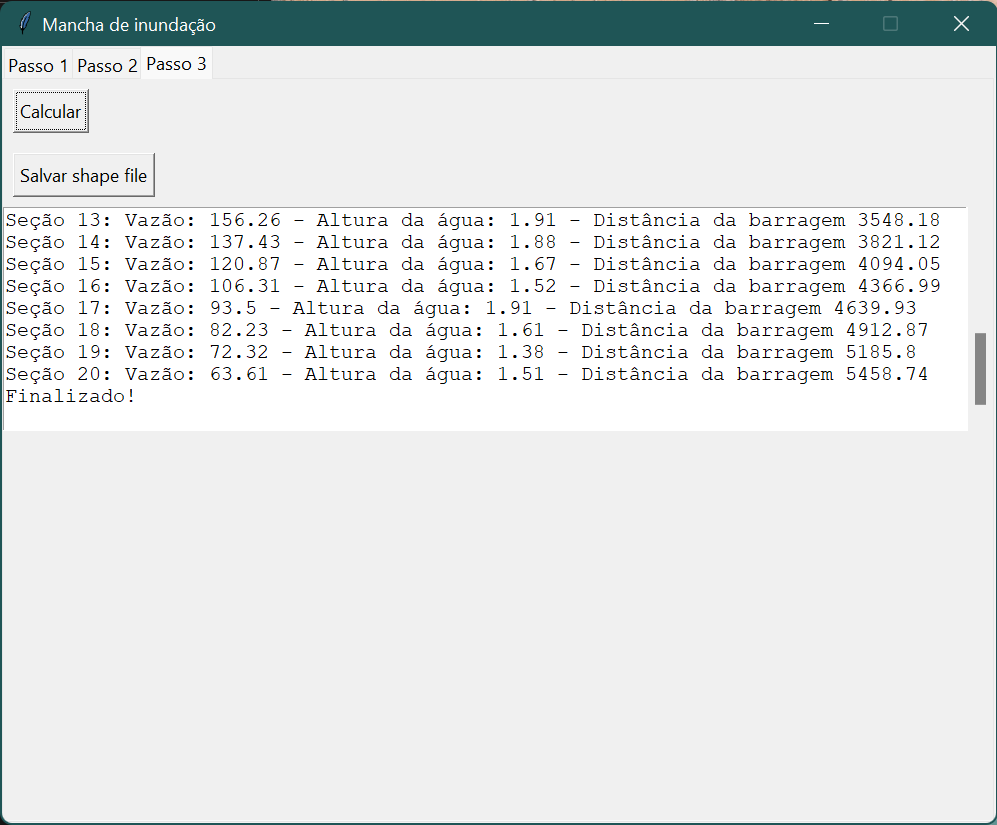 Mancha de inundação
Passo 1 Passo 2 Passo 3
Calcular
Salvar shape file
Seção 13: Vazão: 156.26 - Altura da água: 1.91 - Distância da barragem 3548.18
Seção 14: Vazão: 137.43 - Altura da água: 1.88 - Distância da barragem 3821.12
Seção 15: Vazão: 120.87 - Altura da água: 1.67 - Distância da barragem 4094.05
Seção 16: Vazão: 106.31 - Altura da água: 1.52 - Distância da barragem 4366.99
Seção 17: Vazão: 93.5 - Altura da água: 1.91 - Distância da barragem 4639.93
Seção 18: Vazão: 82.23 - Altura da água: 1.61 - Distância da barragem 4912.87
Seção 19: Vazão: 72.32 - Altura da água: 1.38 - Distância da barragem 5185.8
Seção 20: Vazão: 63.61 - Altura da água: 1.51 - Distância da barragem 5458.74
Finalizado!